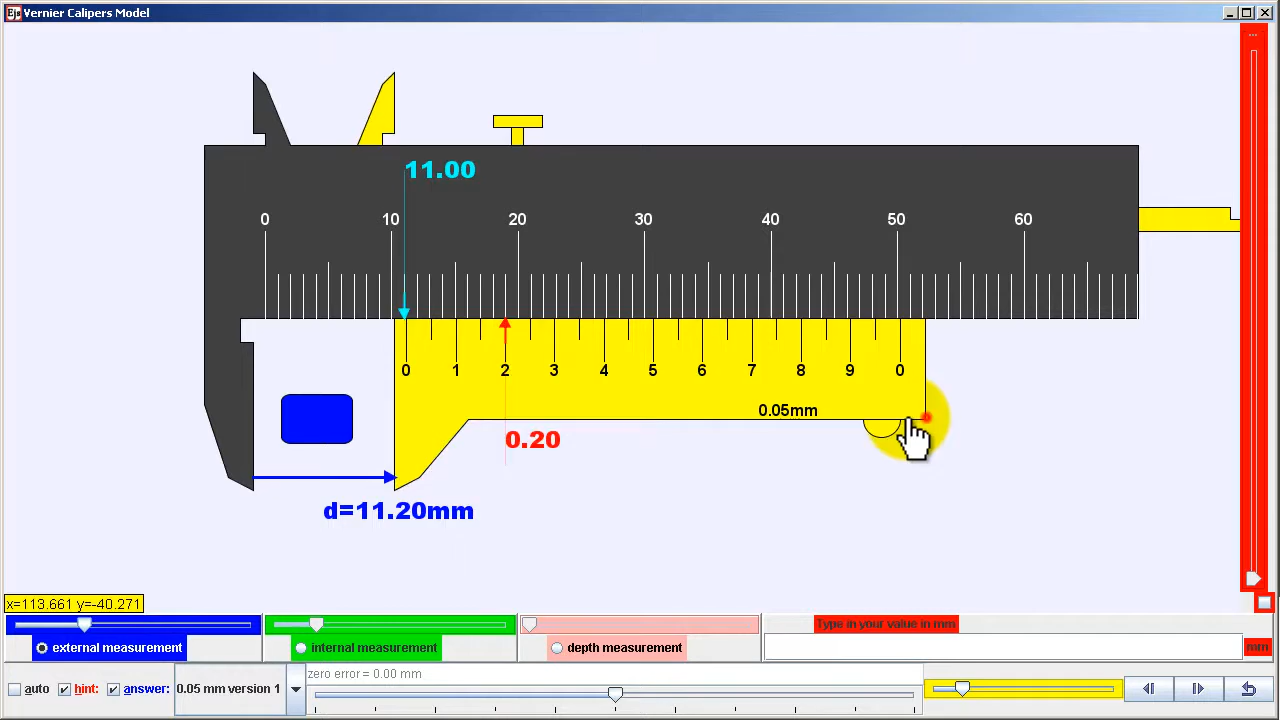 Ejs Vernier Calipers Model
...
11.00
0 10 20 30 40 50 60
0 1 2 3 4 5 6 7 8 9 0
0.05mm
0.20
d=11.20mm
x=113.661 y=-40.271
Type in your value in mm
external measurement internal measurement depth measurement mm
zero error = 0.00 mm
auto hint: answer: 0.05 mm version 1